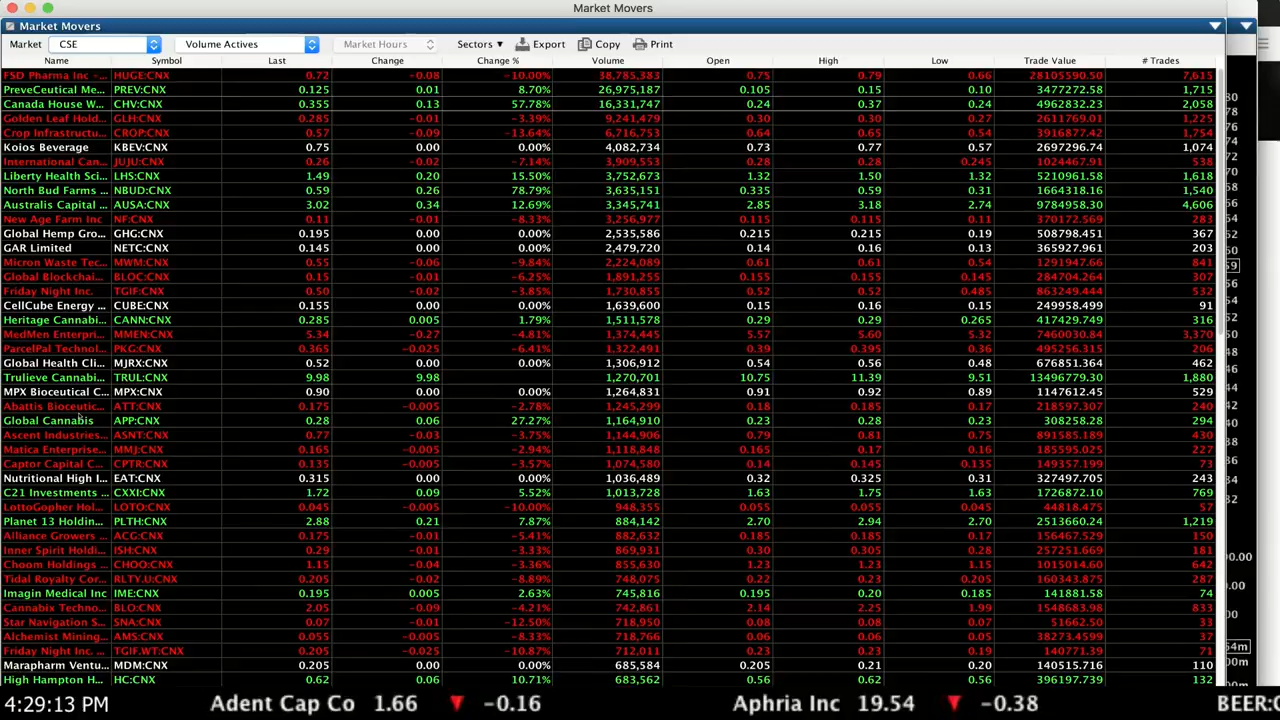 Market Movers
Market Movers
Market CSE Volume Actives Market Hours Sectors ▼ Export Copy Print
Name Symbol Last Change Change % Volume Open High Low Trade Value # Trades
FSD Pharma Inc -... HUGE:CNX 0.72 -0.08 -10.00% 38,785,383 0.75 0.79 0.66 28105590.50 7,615
PreveCeutical Me... PREV:CNX 0.125 0.01 8.70% 26,975,187 0.105 0.15 0.10 3477272.58 1,715
Canada House W... CHV:CNX 0.355 0.13 57.78% 16,331,747 0.24 0.37 0.24 4962832.23 2,058
Golden Leaf Hold... GLH:CNX 0.285 -0.01 -3.39% 9,241,479 0.30 0.30 0.27 2611769.01 1,225
Crop Infrastructu... CROP:CNX 0.57 -0.09 -13.64% 6,716,753 0.64 0.65 0.54 3916877.42 1,754
Koios Beverage KBEV:CNX 0.75 0.00 0.00% 4,082,734 0.73 0.77 0.57 2697296.74 1,074
International Can... JUJU:CNX 0.26 -0.02 -7.14% 3,909,553 0.28 0.28 0.245 1024467.91 538
Liberty Health Sci... LHS:CNX 1.49 0.20 15.50% 3,752,673 1.32 1.50 1.32 5210961.58 1,618
North Bud Farms ... NBUD:CNX 0.59 0.26 78.79% 3,635,151 0.335 0.59 0.31 1664318.16 1,540
Australis Capital ... AUSA:CNX 3.02 0.34 12.69% 3,345,741 2.85 3.18 2.74 9784958.30 4,606
New Age Farm Inc NF:CNX 0.11 -0.01 -8.33% 3,256,977 0.115 0.115 0.11 370172.569 283
Global Hemp Gro... GHG:CNX 0.195 0.00 0.00% 2,535,586 0.215 0.215 0.19 508798.451 367
GAR Limited NETC:CNX 0.145 0.00 0.00% 2,479,720 0.14 0.16 0.13 365927.961 203
Micron Waste Tec... MWM:CNX 0.55 -0.06 -9.84% 2,224,089 0.61 0.61 0.54 1291947.66 841
Global Blockchai... BLOC:CNX 0.15 -0.01 -6.25% 1,891,255 0.155 0.155 0.145 284704.264 307
Friday Night Inc. TGIF:CNX 0.50 -0.02 -3.85% 1,730,855 0.52 0.52 0.485 863249.444 532
CellCube Energy ... CUBE:CNX 0.155 0.00 0.00% 1,639,600 0.15 0.16 0.15 249958.499 91
Heritage Cannabi... CANN:CNX 0.285 0.005 1.79% 1,511,578 0.29 0.29 0.265 417429.749 316
MedMen Enterpri... MMEN:CNX 5.34 -0.27 -4.81% 1,374,445 5.57 5.60 5.32 7460030.84 3,370
ParcelPal Technol... PKG:CNX 0.365 -0.025 -6.41% 1,322,491 0.39 0.395 0.36 495256.315 206
Global Health Cli... MJRX:CNX 0.52 0.00 0.00% 1,306,912 0.54 0.56 0.48 676851.364 462
Trulieve Cannabi... TRUL:CNX 9.98 9.98 1,270,701 10.75 11.39 9.51 13496779.30 1,880
MPX Bioceutical C... MPX:CNX 0.90 0.00 0.00% 1,264,831 0.91 0.92 0.89 1147612.45 529
Abattis Bioceutic... ATT:CNX 0.175 -0.005 -2.78% 1,245,299 0.18 0.185 0.17 218597.307 240
Global Cannabis APP:CNX 0.28 0.06 27.27% 1,164,910 0.23 0.28 0.23 308258.28 294
Ascent Industries... ASNT:CNX 0.77 -0.03 -3.75% 1,144,906 0.79 0.81 0.75 891585.189 430
Matica Enterprise... MMJ:CNX 0.165 -0.005 -2.94% 1,118,848 0.165 0.17 0.16 185595.025 227
Captor Capital C... CPTR:CNX 0.135 -0.005 -3.57% 1,074,580 0.14 0.145 0.135 149357.199 73
Nutritional High I... EAT:CNX 0.315 0.00 0.00% 1,036,489 0.32 0.325 0.31 327497.705 243
C21 Investments ... CXXI:CNX 1.72 0.09 5.52% 1,013,728 1.63 1.75 1.63 1726872.10 769
LottoGopher Hol... LOTO:CNX 0.045 -0.005 -10.00% 948,355 0.055 0.055 0.045 44818.475 57
Planet 13 Holdin... PLTH:CNX 2.88 0.21 7.87% 884,142 2.70 2.94 2.70 2513660.24 1,219
Alliance Growers ... ACG:CNX 0.175 -0.01 -5.41% 882,632 0.185 0.185 0.17 156467.529 150
Inner Spirit Holdi... ISH:CNX 0.29 -0.01 -3.33% 869,931 0.30 0.305 0.28 257251.669 181
Choom Holdings ... CHOO:CNX 1.15 -0.04 -3.36% 855,630 1.23 1.23 1.15 1015014.60 642
Tidal Royalty Cor... RLTY.U:CNX 0.205 -0.02 -8.89% 748,075 0.22 0.23 0.205 160343.875 287
Imagin Medical Inc IME:CNX 0.195 0.005 2.63% 745,816 0.195 0.20 0.185 141881.58 74
Cannabix Techno... BLO:CNX 2.05 -0.09 -4.21% 742,861 2.14 2.25 1.99 1548683.98 833
Star Navigation S... SNA:CNX 0.07 -0.01 -12.50% 718,950 0.08 0.08 0.07 51662.50 33
Alchemist Mining... AMS:CNX 0.055 -0.005 -8.33% 718,766 0.06 0.06 0.05 38273.4599 37
Friday Night Inc. ... TGIF.WT:CNX 0.205 -0.025 -10.87% 712,011 0.23 0.23 0.19 140771.39 71
Marapharm Ventu... MDM:CNX 0.205 0.00 0.00% 685,584 0.205 0.21 0.20 140515.716 110
High Hampton H... HC:CNX 0.62 0.06 10.71% 683,562 0.56 0.62 0.56 396197.739 132
4:29:13 PM Adent Cap Co 1.66 ▼ -0.16 Aphria Inc 19.54 ▼ -0.38 BEER: